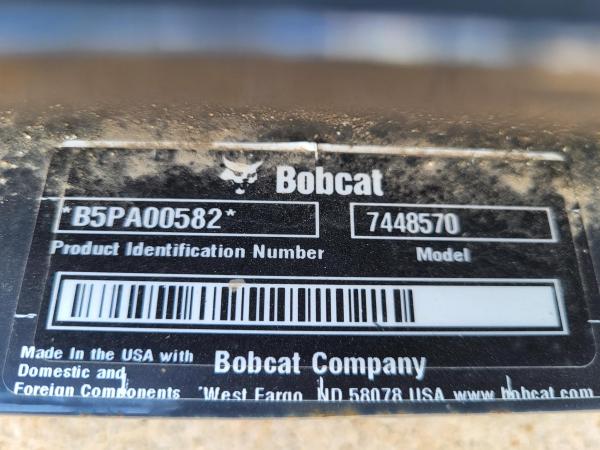 Bobcat
*B5PA00582*
7448570
Product Identification Number
Model
Made In the USA with
Domestic and
Foreign Components
Bobcat Company
West Fargo, ND 58078 USA www.bobcat.com